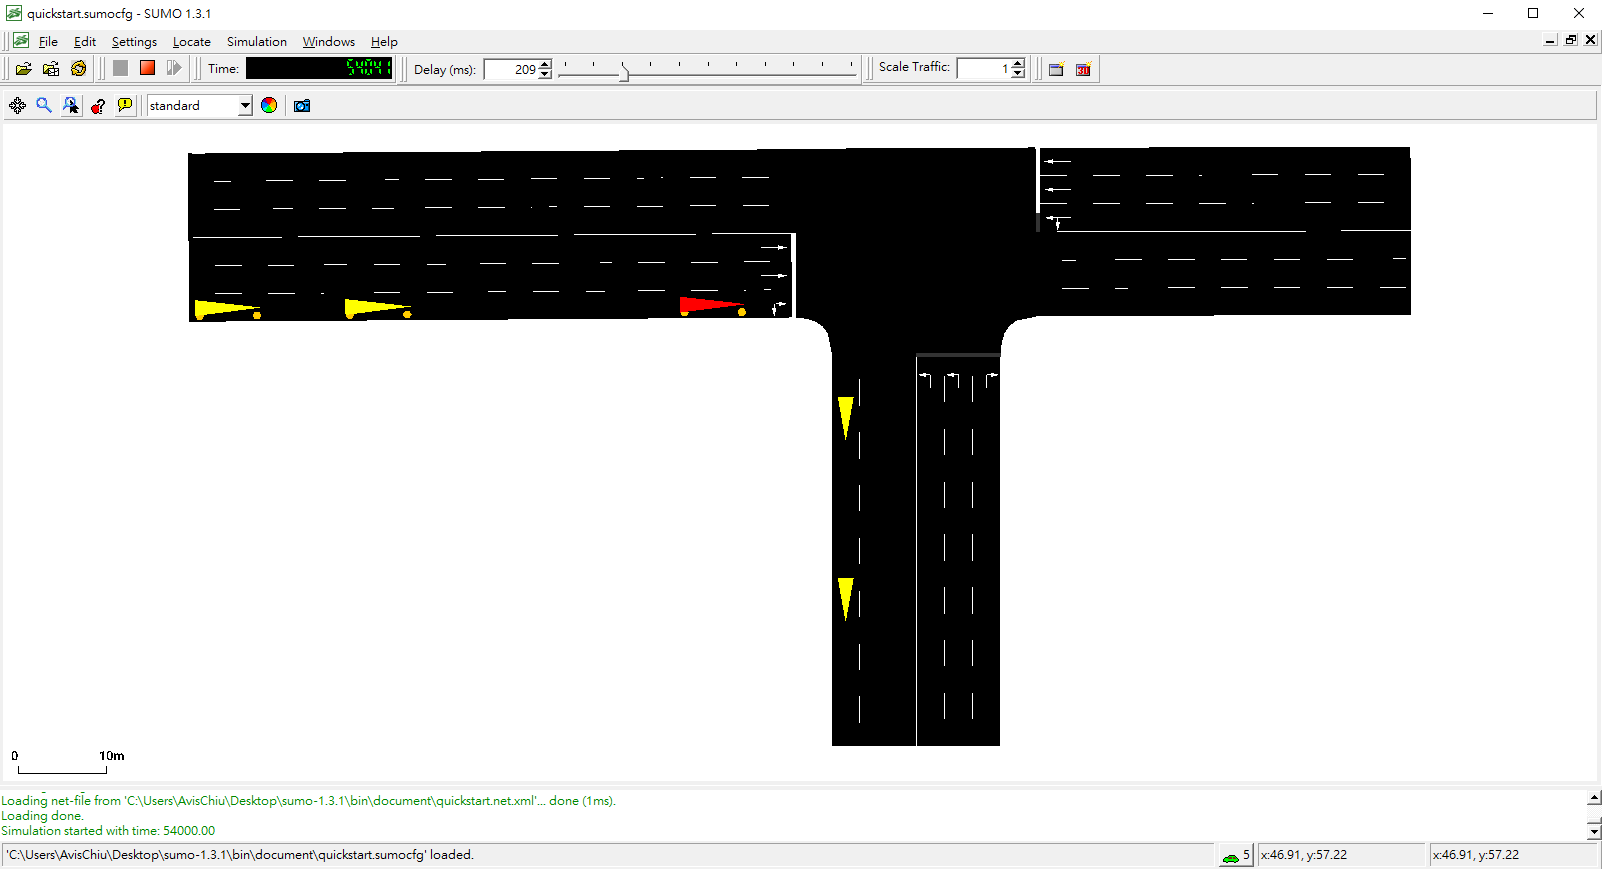 quickstart.sumocfg - SUMO 1.3.1
File Edit Settings Locate Simulation Windows Help
Time: 54041 Delay (ms): 209 Scale Traffic: 1
standard
0 10m
Loading net-file from 'C:\Users\AvisChiu\Desktop\sumo-1.3.1\bin\document\quickstart.net.xml'... done (1ms).
Loading done.
Simulation started with time: 54000.00
'C:\Users\AvisChiu\Desktop\sumo-1.3.1\bin\document\quickstart.sumocfg' loaded. 5 x:46.91, y:57.22 x:46.91, y:57.22